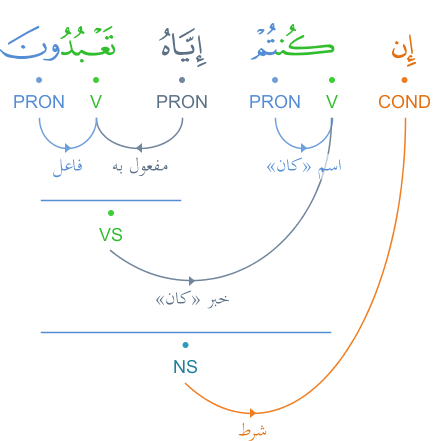 إِن كُنتُمْ إِيَّاهُ تَعْبُدُونَ
COND V PRON PRON V PRON
اسم «كان» مفعول به فاعل
VS
خبر «كان»
NS
شرط